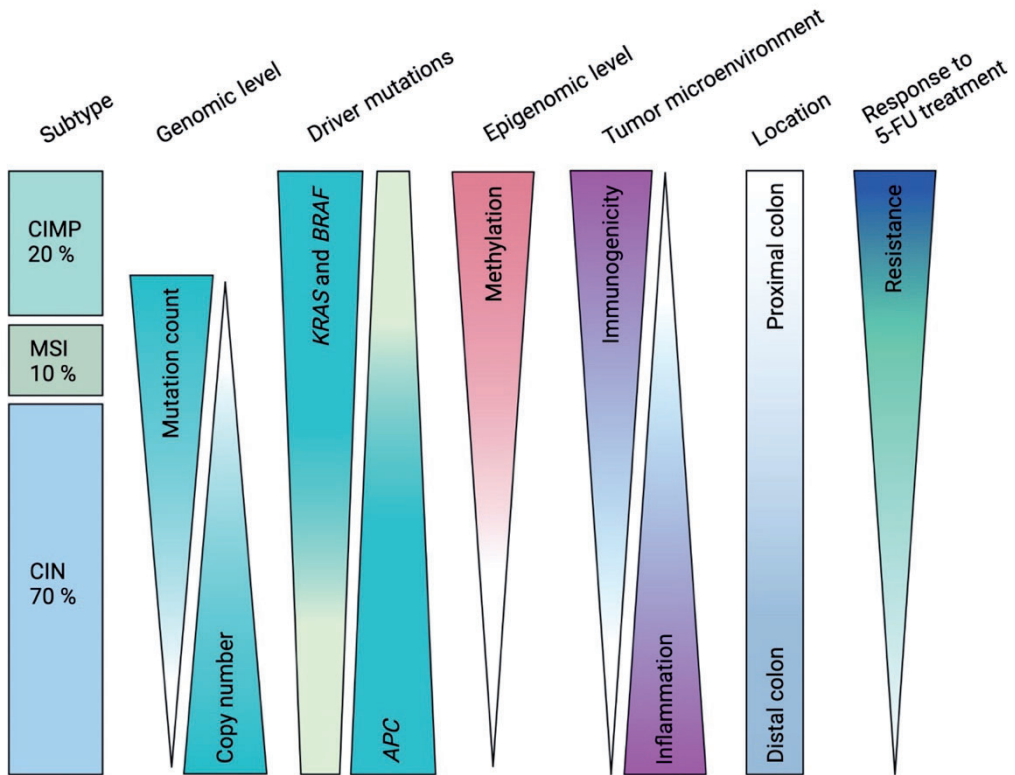 Subtype
Genomic level
Driver mutations
Epigenomic level
Tumor microenvironment
Location
Response to
5-FU treatment
CIMP
20 %
MSI
10 %
CIN
70 %
Mutation count
Copy number
KRAS and BRAF
APC
Methylation
Immunogenicity
Inflammation
Proximal colon
Distal colon
Resistance